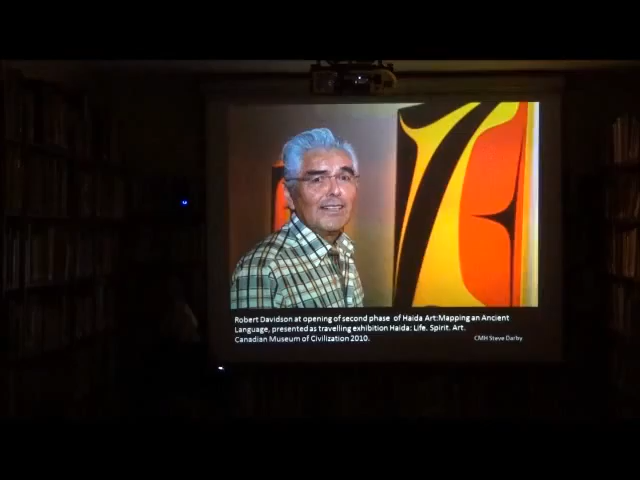 Robert Davidson at opening of second phase of Haida Art:Mapping an Ancient
Language, presented as travelling exhibition Haida: Life. Spirit. Art.
Canadian Museum of Civilization 2010.
CMH Steve Darby